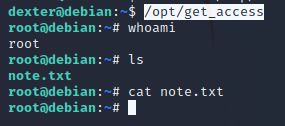 dexter@debian:~$ /opt/get_access
root@debian:~# whoami
root
root@debian:~# ls
note.txt
root@debian:~# cat note.txt
root@debian:~#